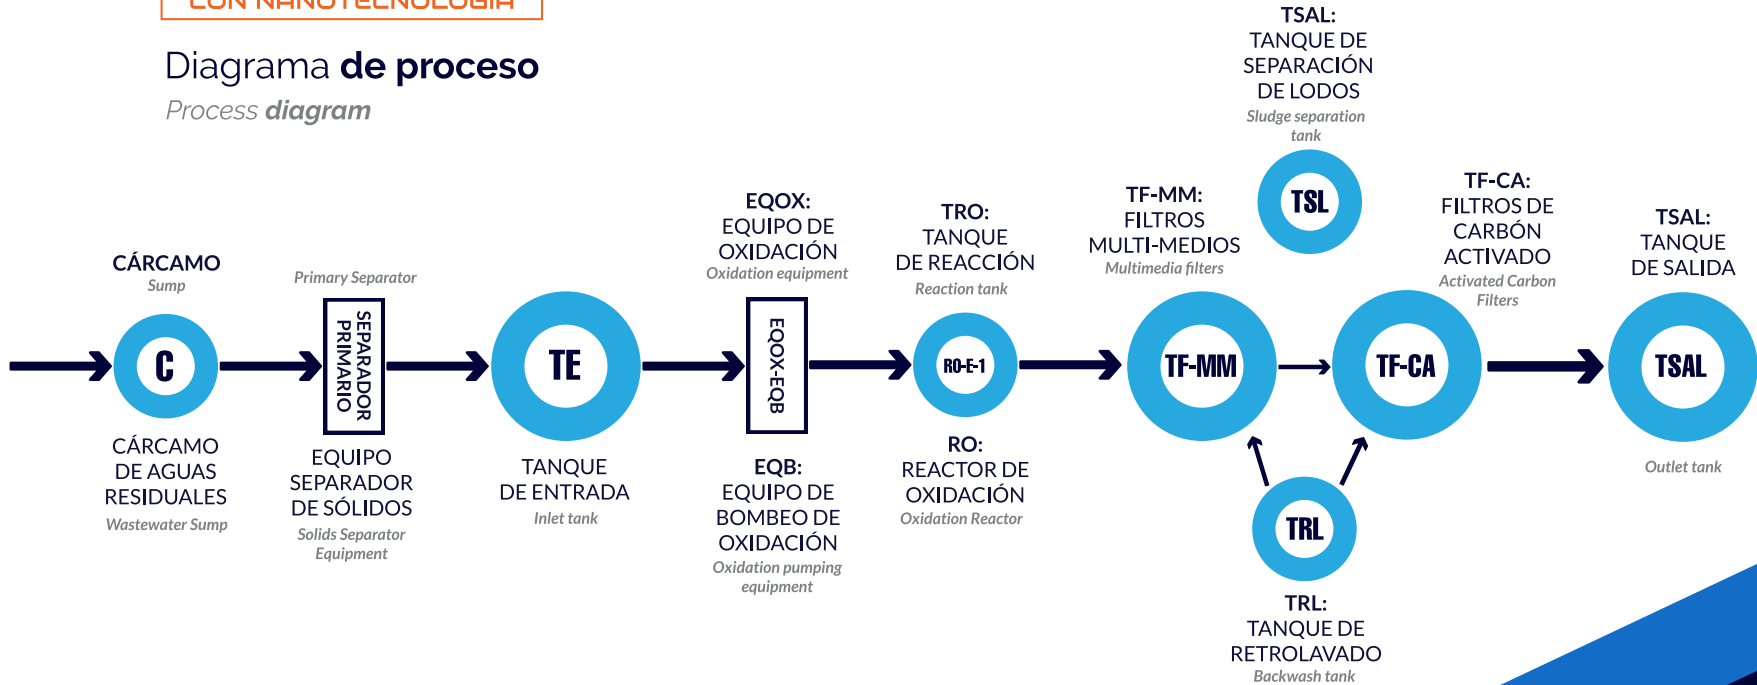 CON NANOTECNOLOGÍA
Diagrama de proceso
Process diagram
CÁRCAMO
Sump
C
CÁRCAMO
DE AGUAS
RESIDUALES
Wastewater Sump
Primary Separator
SEPARADOR
PRIMARIO
EQUIPO
SEPARADOR
DE SÓLIDOS
Solids Separator
Equipment
TE
TANQUE
DE ENTRADA
Inlet tank
EQOX:
EQUIPO DE
OXIDACIÓN
Oxidation equipment
EQOX-EQB
EQB:
EQUIPO DE
BOMBEO DE
OXIDACIÓN
Oxidation pumping
equipment
TRO:
TANQUE
DE REACCIÓN
Reaction tank
RO-E-1
RO:
REACTOR DE
OXIDACIÓN
Oxidation Reactor
TF-MM:
FILTROS
MULTI-MEDIOS
Multimedia filters
TF-MM
TSAL:
TANQUE DE
SEPARACIÓN
DE LODOS
Sludge separation
tank
TSL
TRL
TRL:
TANQUE DE
RETROLAVADO
Backwash tank
TF-CA:
FILTROS DE
CARBÓN
ACTIVADO
Activated Carbon
Filters
TF-CA
TSAL:
TANQUE
DE SALIDA
TSAL
Outlet tank